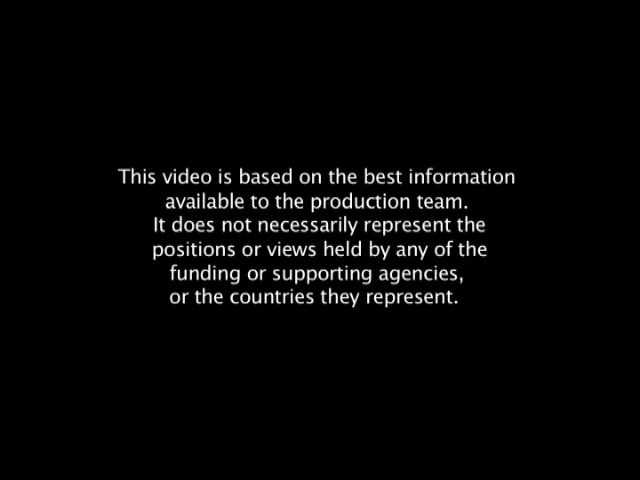 This video is based on the best information
available to the production team.
It does not necessarily represent the
positions or views held by any of the
funding or supporting agencies,
or the countries they represent.